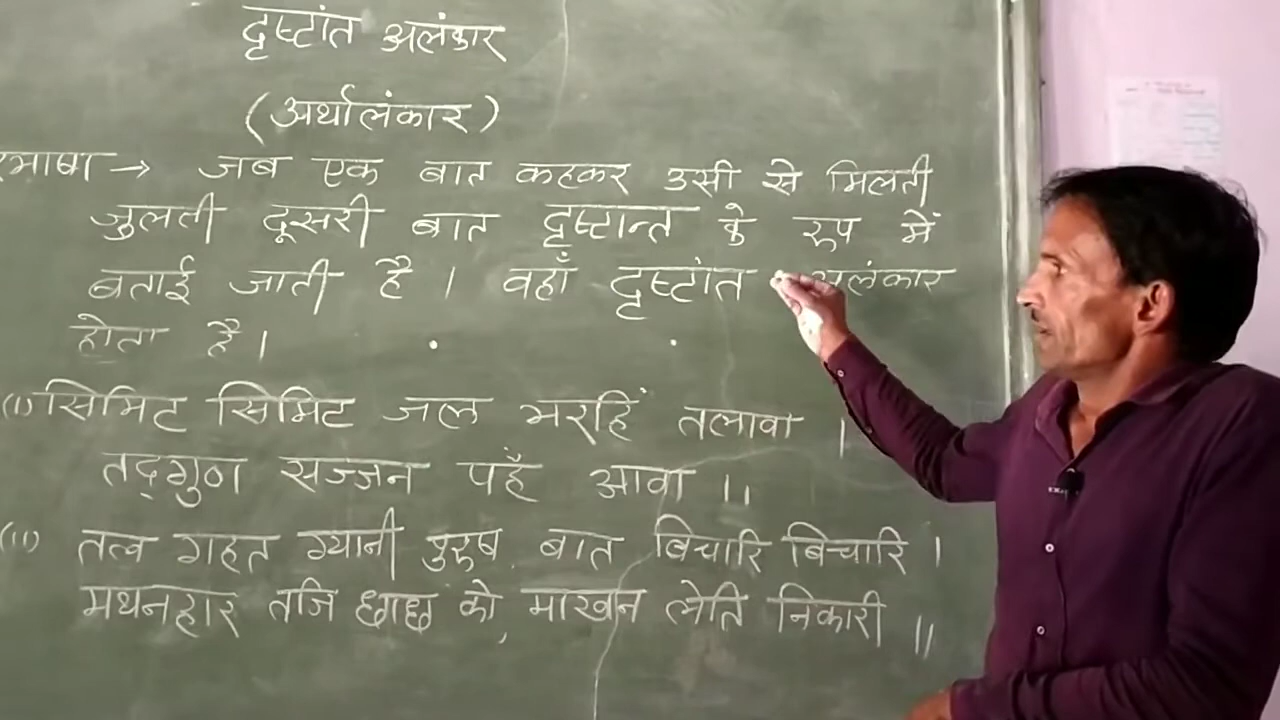 दृष्टांत अलंकार
(अर्थालंकार)
रभाषा → जब एक बात कहकर उसी से मिलती
जुलती दूसरी बात दृष्टान्त के रुप में
बताई जाती है । वहाँ दृष्टांत अलंकार
होता है।
(I) सिमिट सिमिट जल भरहिं तलावा ।
तद्गुण सज्जन पहँ आवा ॥
(II) तत्व गहत ग्यानी पुरुष बात बिचारि बिचारि ।
मथनहार तजि छाछ को, माखन लेति निकारी ॥